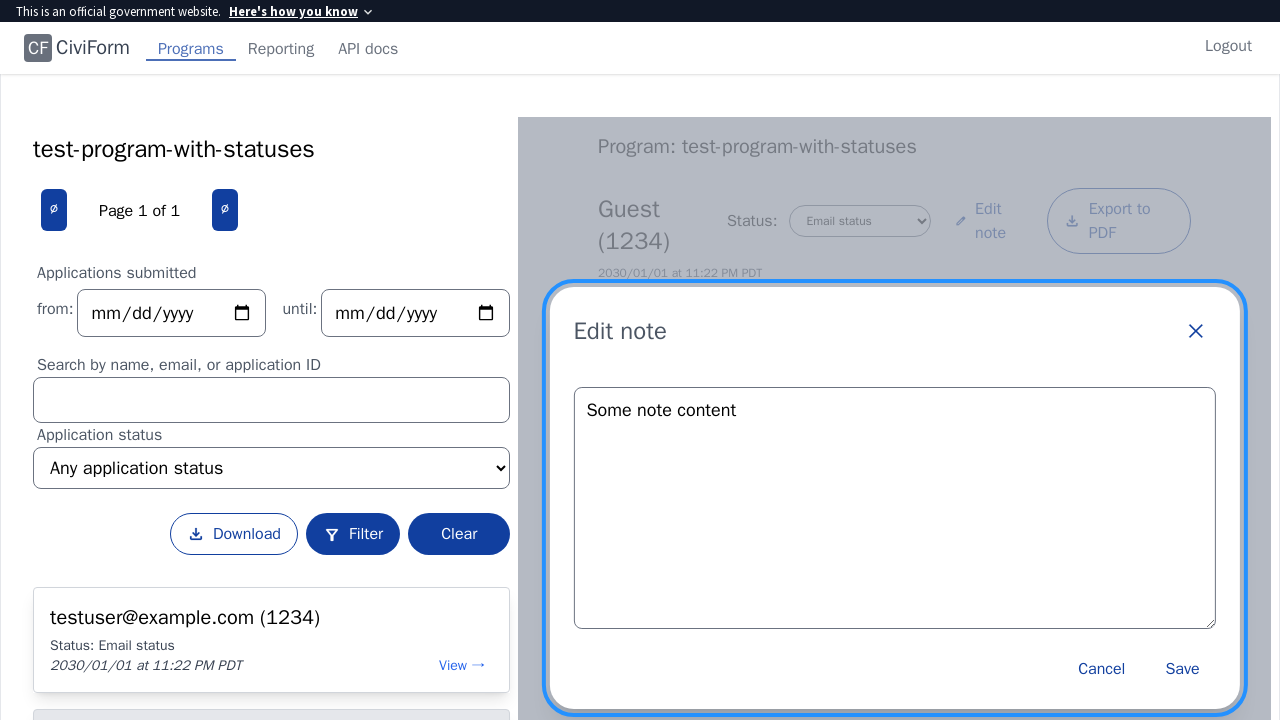 This is an official government website. Here's how you know
CF CiviForm Programs Reporting API docs Logout
test-program-with-statuses
Page 1 of 1
Applications submitted
from: mm/dd/yyyy until: mm/dd/yyyy
Search by name, email, or application ID
Application status
Any application status
Download Filter Clear
testuser@example.com (1234)
Status: Email status
2030/01/01 at 11:22 PM PDT View →
Program: test-program-with-statuses
Guest (1234)
Status: Email status
Edit note
Export to PDF
2030/01/01 at 11:22 PM PDT
Edit note
Some note content
Cancel Save